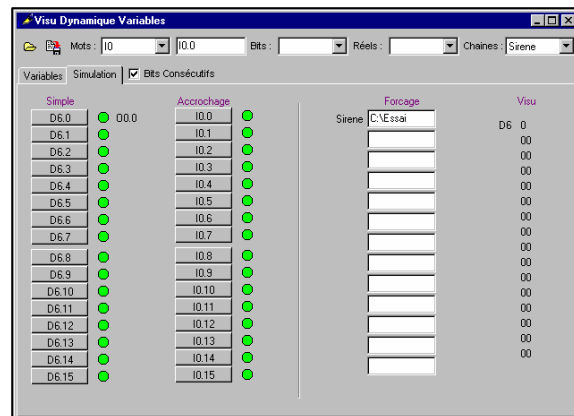 Visu Dynamique Variables
Mots : I0 I0.0 Bits : Réels : Chaines : Sirene
Variables Simulation Bits Consécutifs
Simple Accrochage Forcage Visu
D6.0 O0.0 I0.0 Sirene C:\Essai D6 0
D6.1 I0.1 00
D6.2 I0.2 00
D6.3 I0.3 00
D6.4 I0.4 00
D6.5 I0.5 00
D6.6 I0.6 00
D6.7 I0.7 00
D6.8 I0.8 00
D6.9 I0.9 00
D6.10 I0.10 00
D6.11 I0.11 00
D6.12 I0.12 00
D6.13 I0.13 00
D6.14 I0.14 00
D6.15 I0.15 00